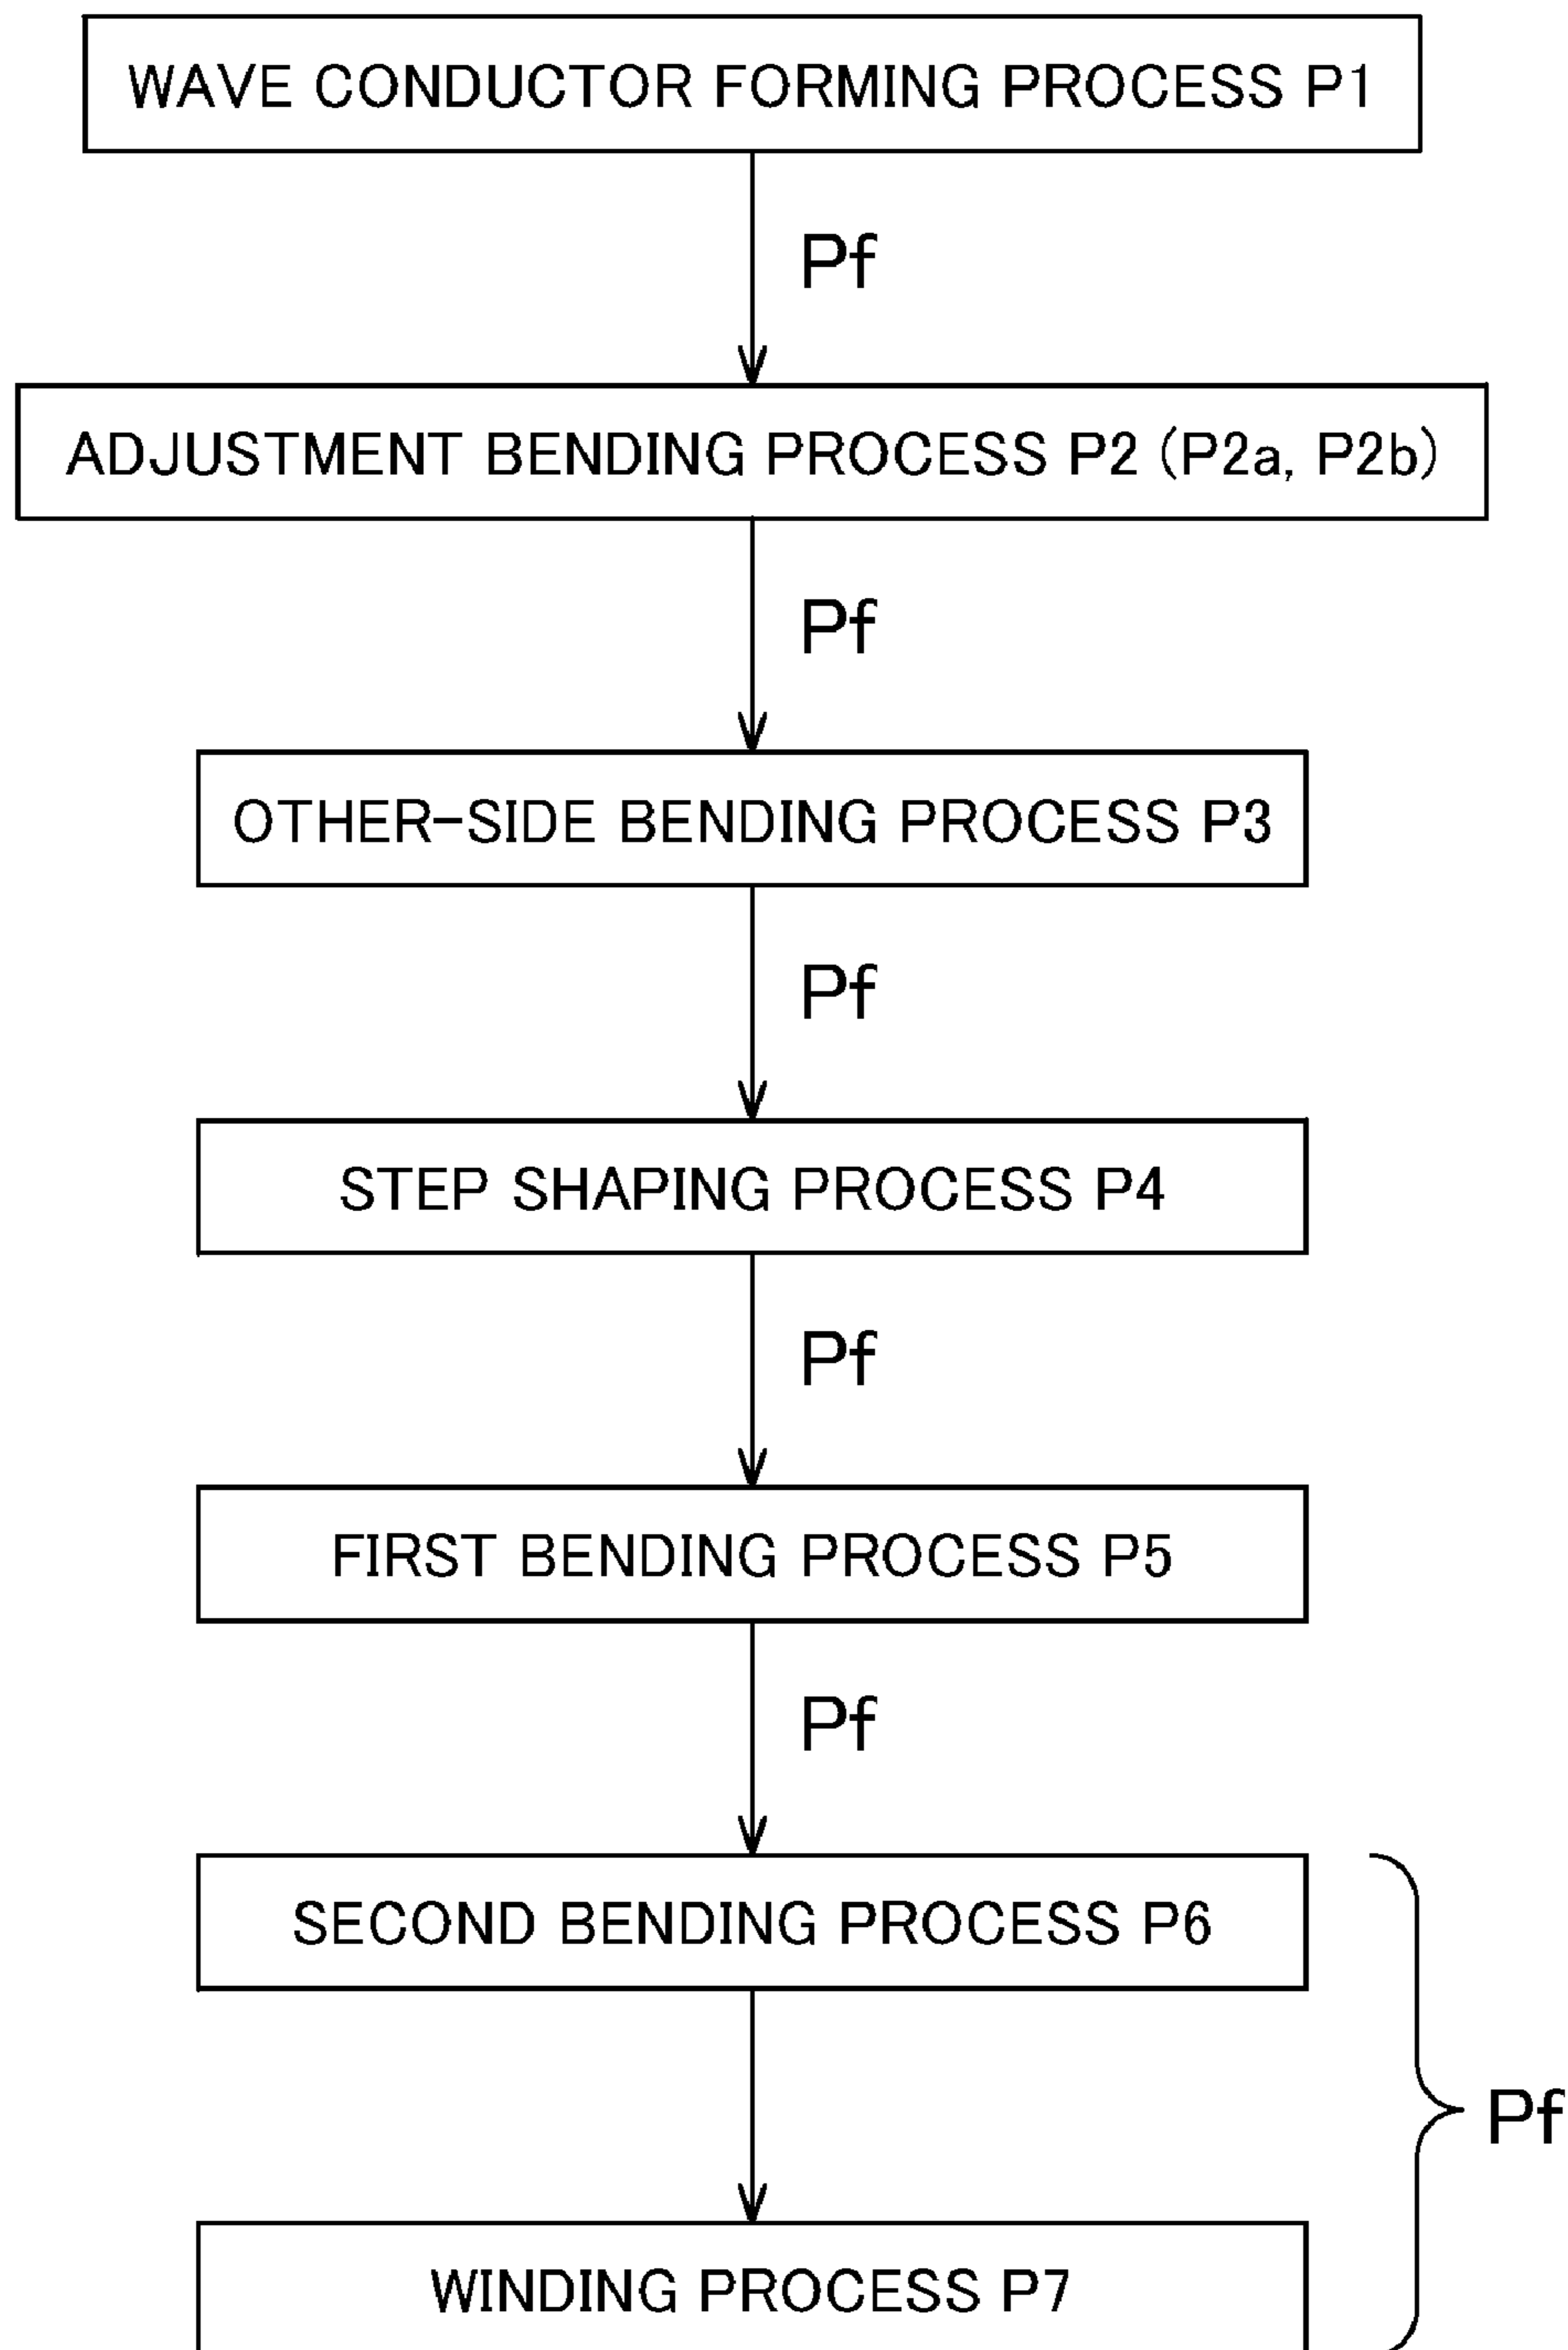 WAVE CONDUCTOR FORMING PROCESS P1
Pf
ADJUSTMENT BENDING PROCESS P2 (P2a, P2b)
Pf
OTHER-SIDE BENDING PROCESS P3
Pf
STEP SHAPING PROCESS P4
Pf
FIRST BENDING PROCESS P5
Pf
SECOND BENDING PROCESS P6
Pf
WINDING PROCESS P7